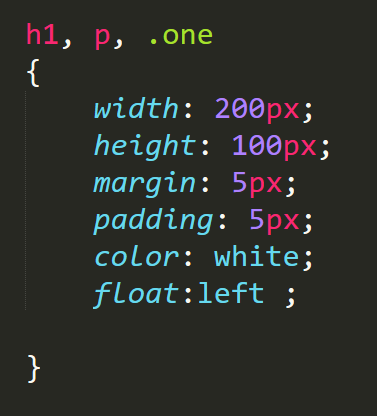 h1, p, .one
{
width: 200px;
height: 100px;
margin: 5px;
padding: 5px;
color: white;
float:left ;
}